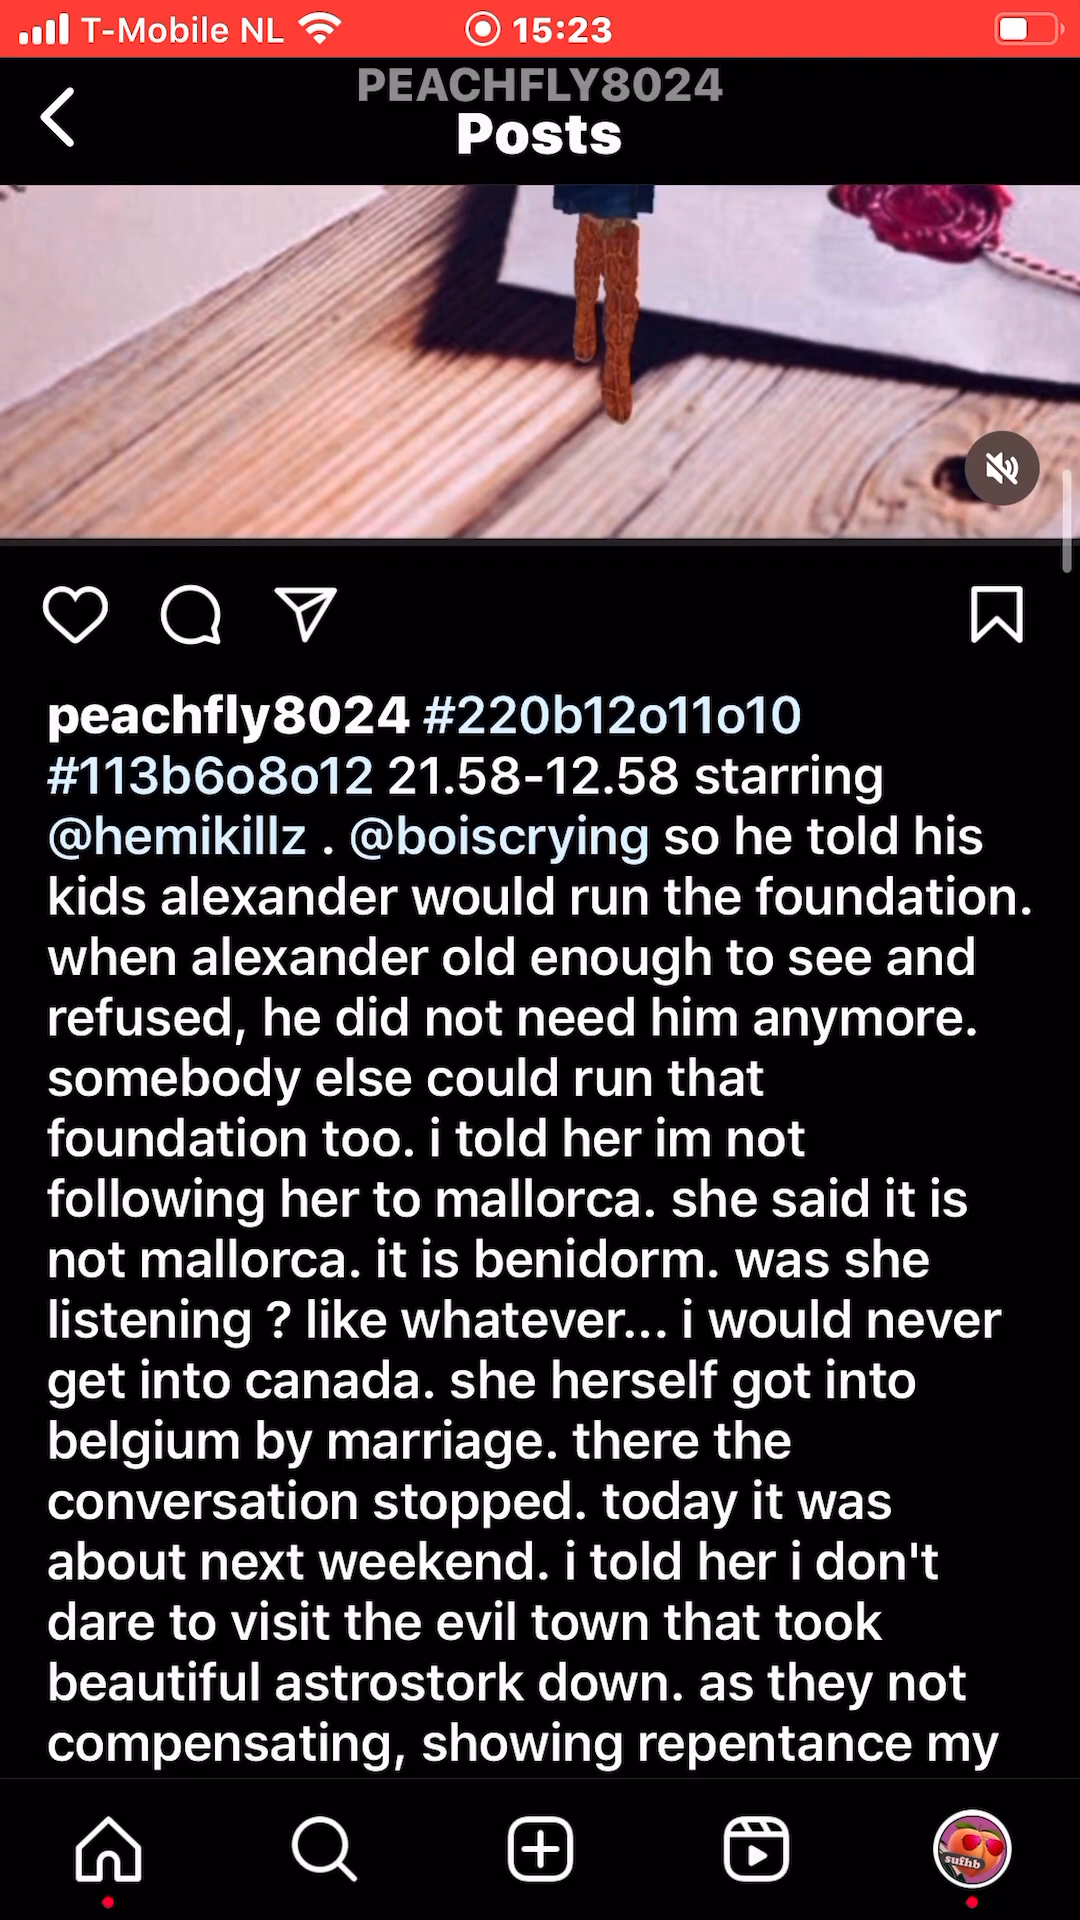 T-Mobile NL 15:23
PEACHFLY8024
Posts
peachfly8024 #220b12o11o10
#113b6o8o12 21.58-12.58 starring
@hemikillz . @boiscrying so he told his
kids alexander would run the foundation.
when alexander old enough to see and
refused, he did not need him anymore.
somebody else could run that
foundation too. i told her im not
following her to mallorca. she said it is
not mallorca. it is benidorm. was she
listening ? like whatever... i would never
get into canada. she herself got into
belgium by marriage. there the
conversation stopped. today it was
about next weekend. i told her i don't
dare to visit the evil town that took
beautiful astrostork down. as they not
compensating, showing repentance my
sufhb